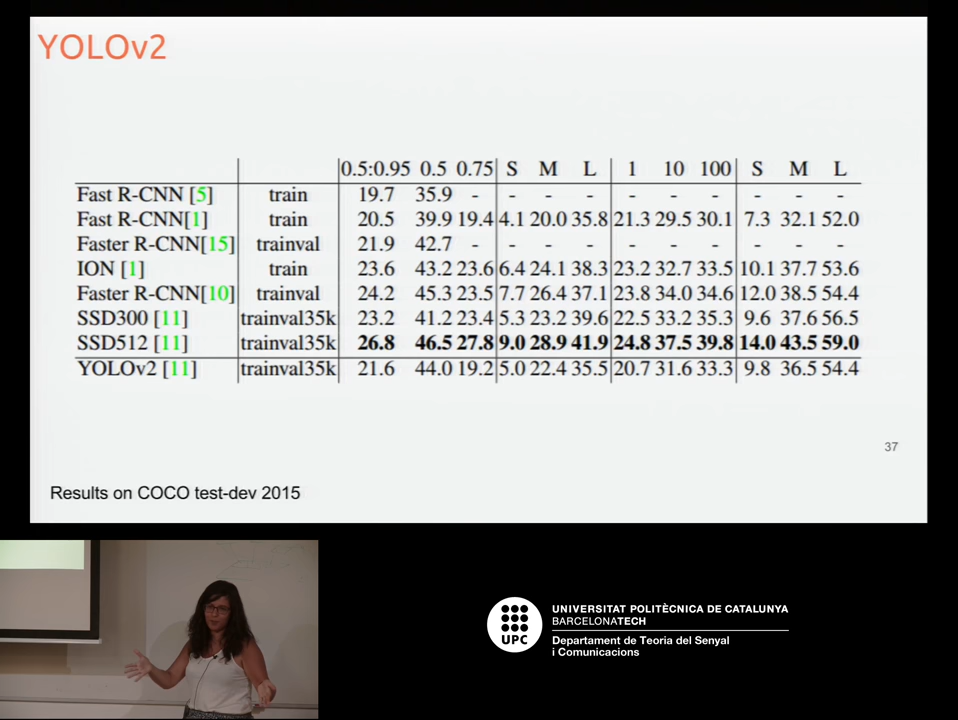 YOLOv2
0.5:0.95 0.5 0.75 S M L 1 10 100 S M L
Fast R-CNN [5] train 19.7 35.9 - - - - - - - - - -
Fast R-CNN[1] train 20.5 39.9 19.4 4.1 20.0 35.8 21.3 29.5 30.1 7.3 32.1 52.0
Faster R-CNN[15] trainval 21.9 42.7 - - - - - - - - - -
ION [1] train 23.6 43.2 23.6 6.4 24.1 38.3 23.2 32.7 33.5 10.1 37.7 53.6
Faster R-CNN[10] trainval 24.2 45.3 23.5 7.7 26.4 37.1 23.8 34.0 34.6 12.0 38.5 54.4
SSD300 [11] trainval35k 23.2 41.2 23.4 5.3 23.2 39.6 22.5 33.2 35.3 9.6 37.6 56.5
SSD512 [11] trainval35k 26.8 46.5 27.8 9.0 28.9 41.9 24.8 37.5 39.8 14.0 43.5 59.0
YOLOv2 [11] trainval35k 21.6 44.0 19.2 5.0 22.4 35.5 20.7 31.6 33.3 9.8 36.5 54.4
37
Results on COCO test-dev 2015
UPC
UNIVERSITAT POLITÈCNICA DE CATALUNYA
BARCELONATECH
Departament de Teoria del Senyal
i Comunicacions